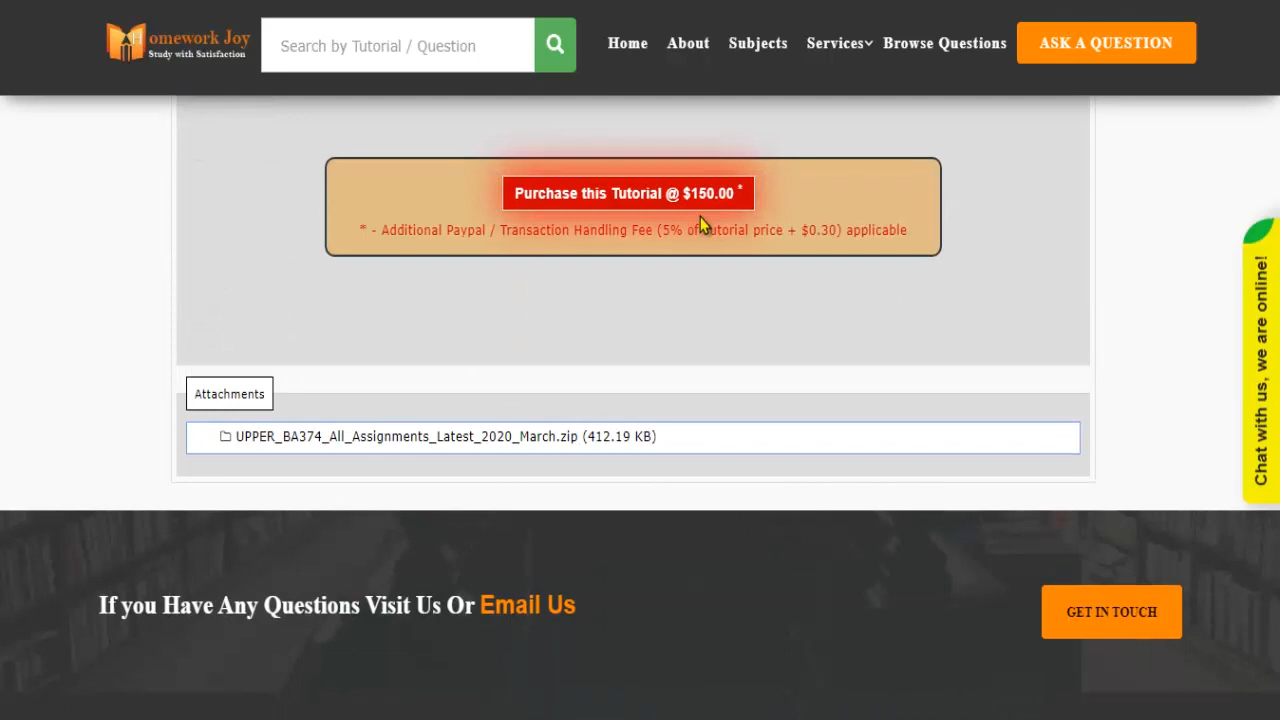 omework Joy
Study with Satisfaction
Search by Tutorial / Question
Home About Subjects Services Browse Questions ASK A QUESTION
Purchase this Tutorial @ $150.00 *
* - Additional Paypal / Transaction Handling Fee (5% of tutorial price + $0.30) applicable
Chat with us, we are online!
Attachments
UPPER_BA374_All_Assignments_Latest_2020_March.zip (412.19 KB)
If you Have Any Questions Visit Us Or Email Us
GET IN TOUCH